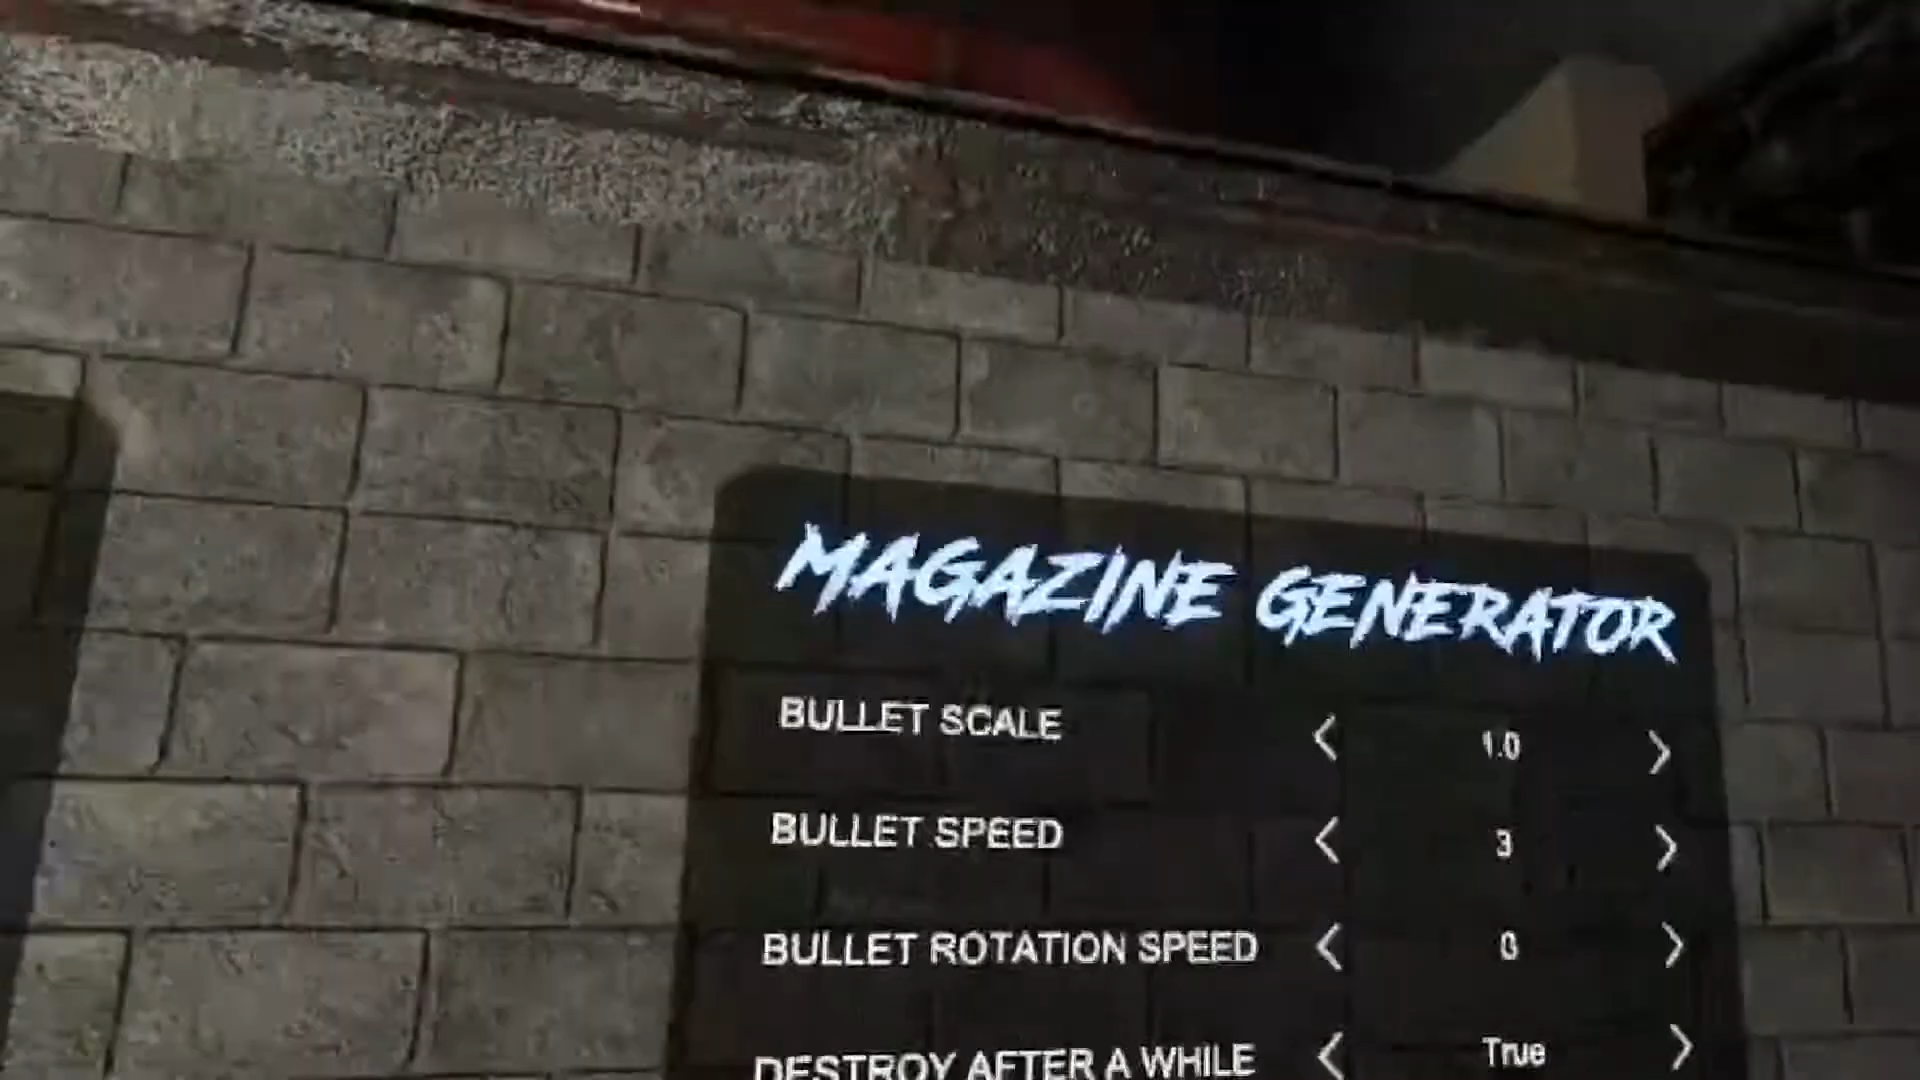 MAGAZINE GENERATOR
BULLET SCALE < 1.0 >
BULLET SPEED < 3 >
BULLET ROTATION SPEED < 0 >
DESTROY AFTER A WHILE < True >